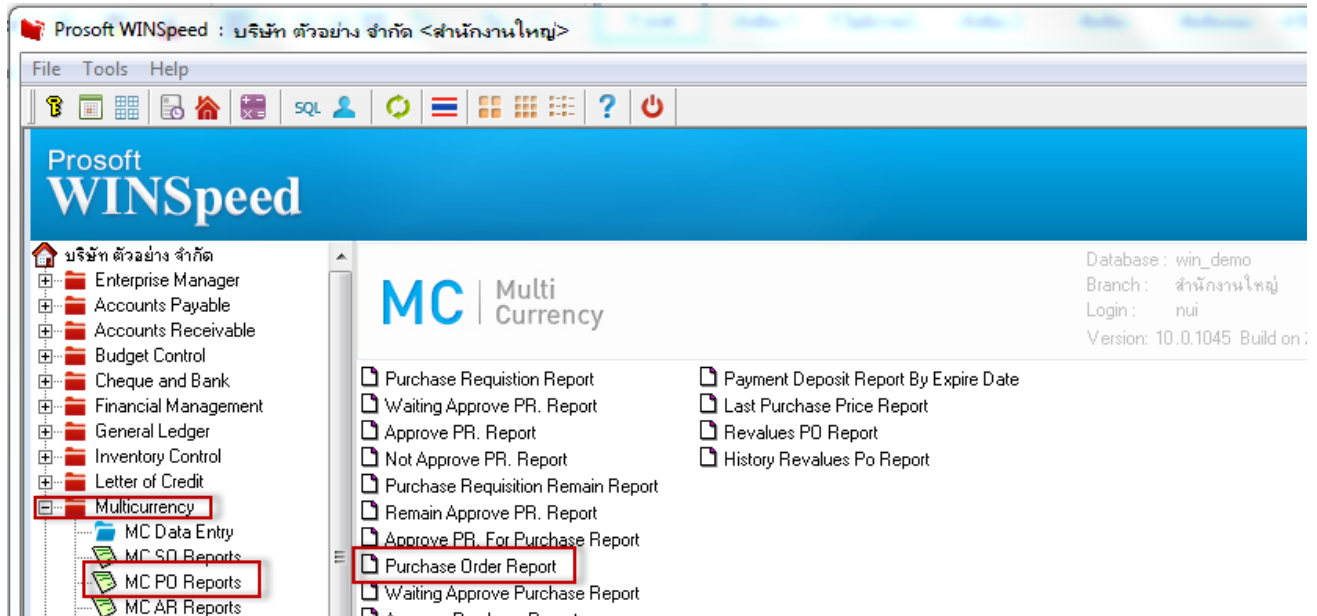 Prosoft WINSpeed : บริษัท ตัวอย่าง จำกัด <สำนักงานใหญ่>
File Tools Help
SQL
Prosoft
WINSpeed
บริษัท ตัวอย่าง จำกัด
Enterprise Manager
Accounts Payable
Accounts Receivable
Budget Control
Cheque and Bank
Financial Management
General Ledger
Inventory Control
Letter of Credit
Multicurrency
MC Data Entry
MC SO Reports
MC PO Reports
MC AR Reports
MC Multi
Currency
Database : win_demo
Branch : สำนักงานใหญ่
Login : nui
Version: 10.0.1045 Build on
Purchase Requistion Report
Waiting Approve PR. Report
Approve PR. Report
Not Approve PR. Report
Purchase Requisition Remain Report
Remain Approve PR. Report
Approve PR. For Purchase Report
Purchase Order Report
Waiting Approve Purchase Report
Payment Deposit Report By Expire Date
Last Purchase Price Report
Revalues PO Report
History Revalues Po Report